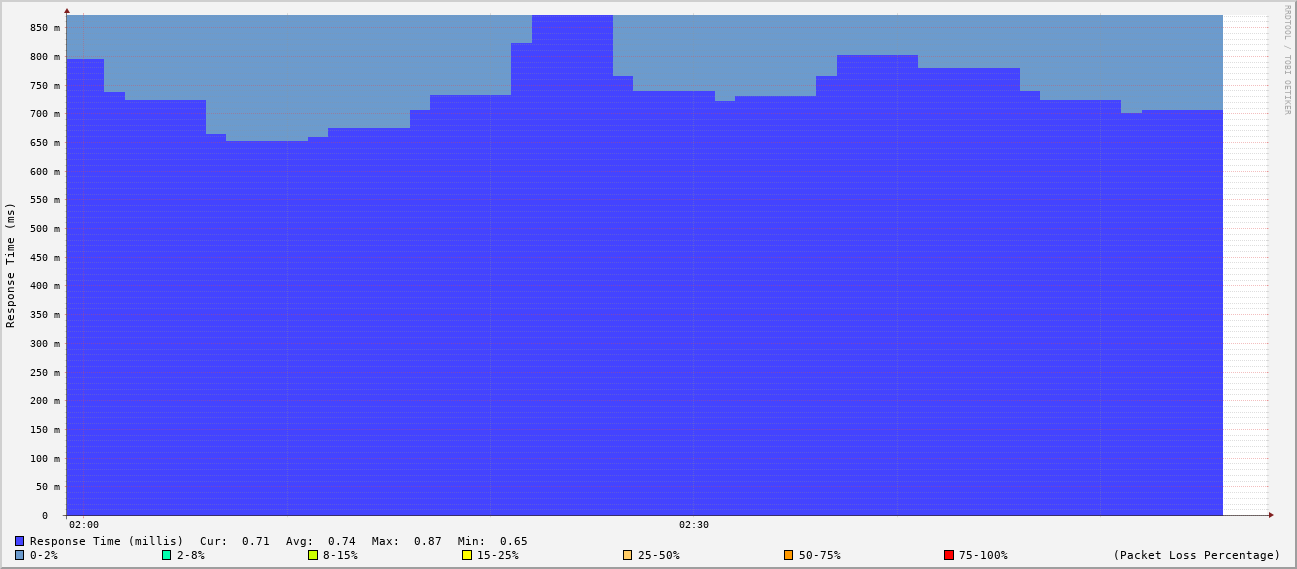 RRDTOOL / TOBI OETIKER
Response Time (ms)
850 m
800 m
750 m
700 m
650 m
600 m
550 m
500 m
450 m
400 m
350 m
300 m
250 m
200 m
150 m
100 m
50 m
0
02:00 02:30
Response Time (millis) Cur: 0.71 Avg: 0.74 Max: 0.87 Min: 0.65
0-2% 2-8% 8-15% 15-25% 25-50% 50-75% 75-100% (Packet Loss Percentage)